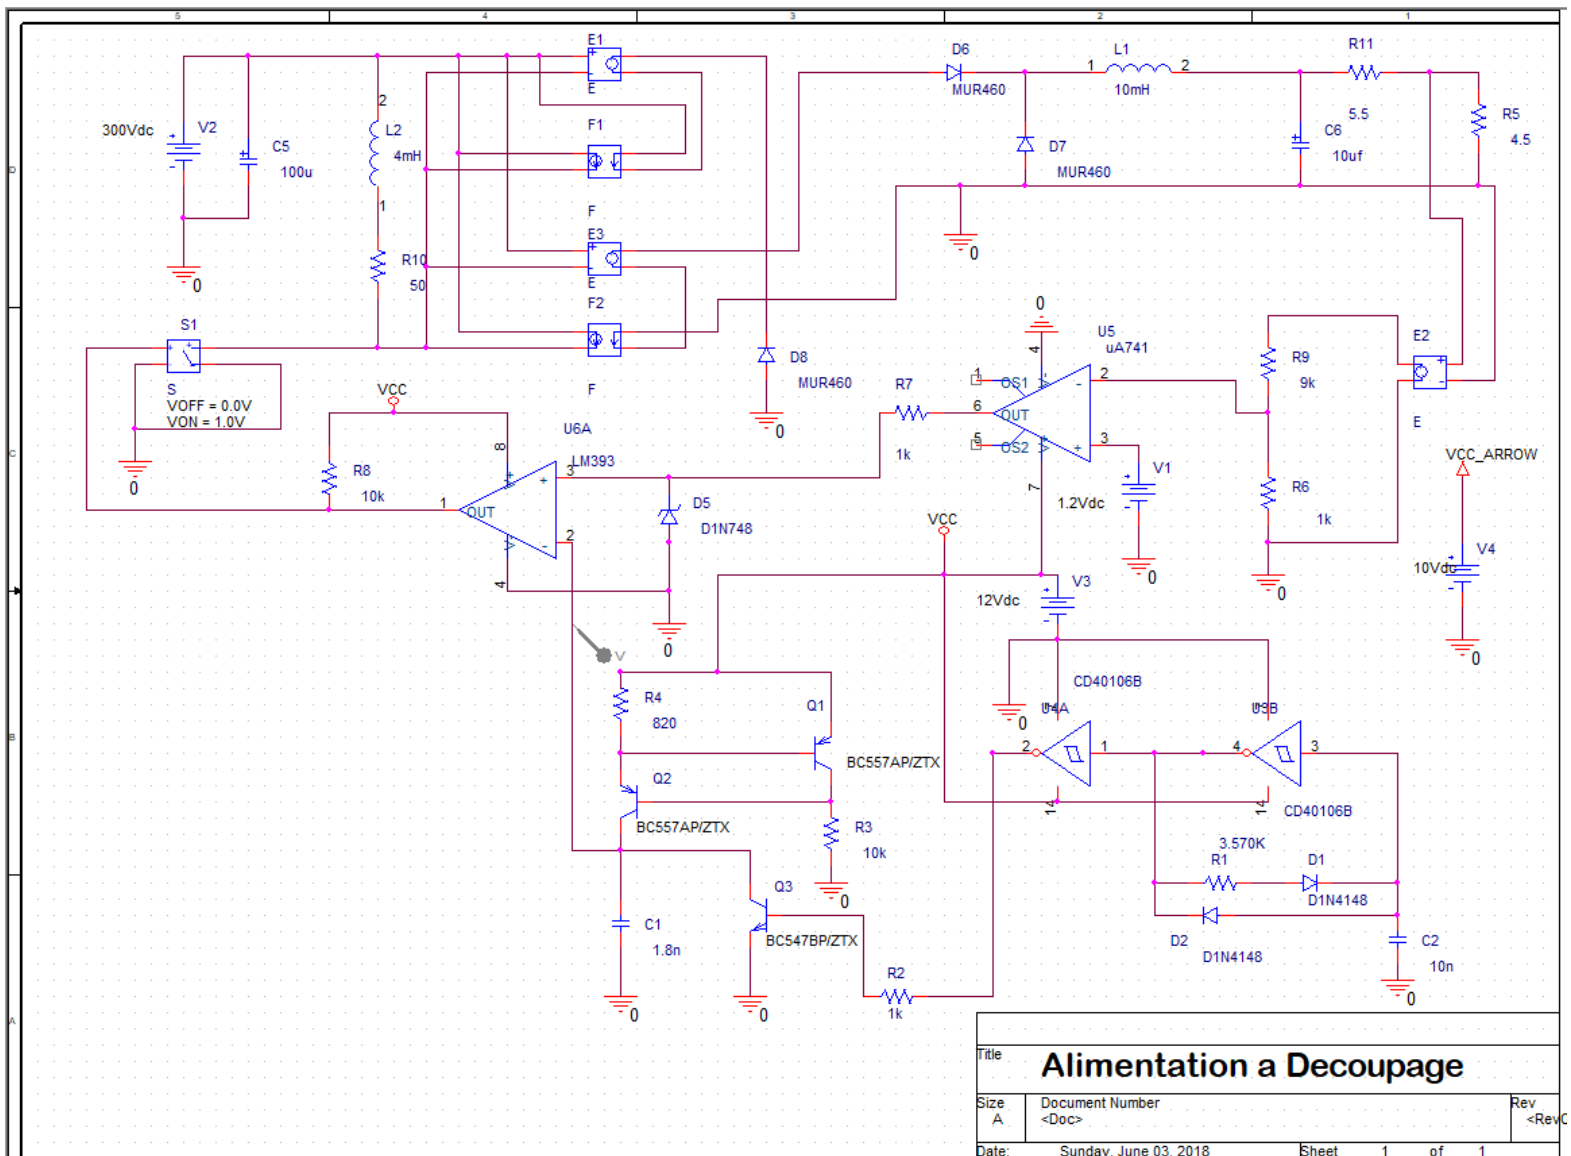 5 4 3 2 1
D
C
B
A
300Vdc
V2
C5
100u
2
L2
4mH
1
R10
50
0
E1
E
F1
F
E3
E
F2
F
D6
MUR460
L1
1 2
10mH
R11
5.5
R5
4.5
C6
10uf
D7
MUR460
0
S1
S
VOFF = 0.0V
VON = 1.0V
0
VCC
R8
10k
U6A
LM393
8
3
1
OUT
2
4
D5
D1N748
0
D8
MUR460
0
R7
1k
0
U5
uA741
4
1
OS1
2
6
OUT
5
OS2
3
7
V1
1.2Vdc
0
R9
9k
R6
1k
0
E2
E
VCC_ARROW
V4
10Vdc
0
VCC
V3
12Vdc
0
V
R4
820
Q1
BC557AP/ZTX
Q2
BC557AP/ZTX
R3
10k
0
C1
1.8n
0
Q3
BC547BP/ZTX
0
R2
1k
CD40106B
U4A
2 1
14
U3B
4 3
14
CD40106B
3.570K
R1
D1
D1N4148
D2
D1N4148
C2
10n
0
Title
Alimentation a Decoupage
Size
A
Document Number
<Doc>
Rev
Date: Sunday, June 03, 2018 Sheet 1 of 1